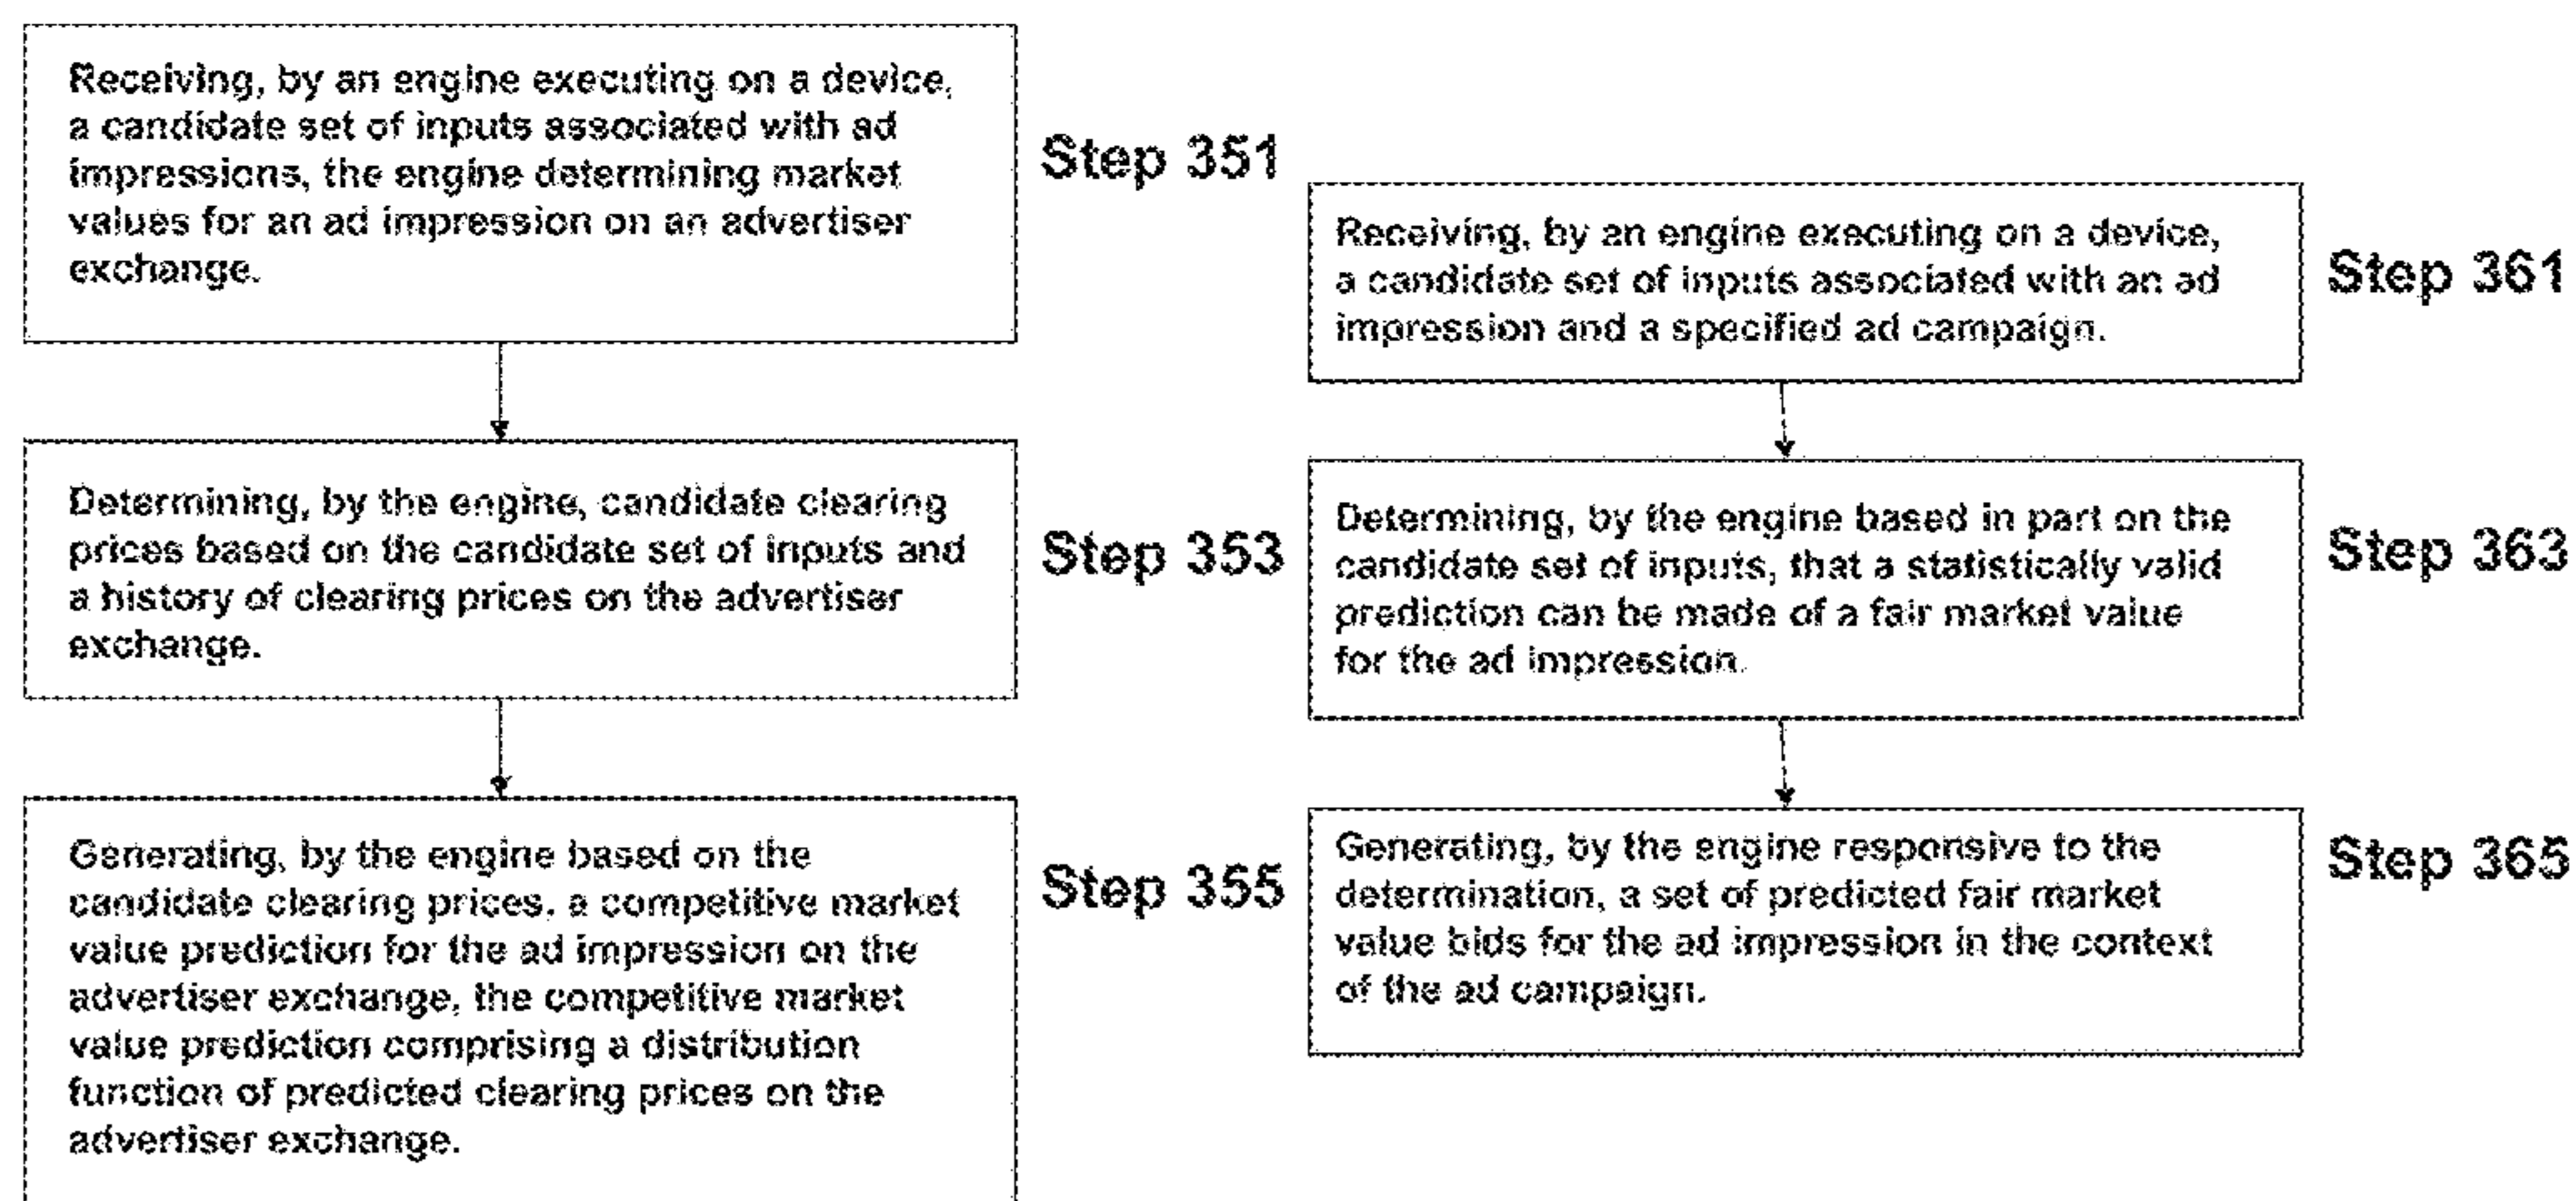 Receiving, by an engine executing on a device,
a candidate set of inputs associated with ad
impressions, the engine determining market
values for an ad impression on an advertiser
exchange.
Step 351
Determining, by the engine, candidate clearing
prices based on the candidate set of inputs and
a history of clearing prices on the advertiser
exchange.
Step 353
Generating, by the engine based on the
candidate clearing prices, a competitive market
value prediction for the ad impression on the
advertiser exchange, the competitive market
value prediction comprising a distribution
function of predicted clearing prices on the
advertiser exchange.
Step 355
Receiving, by an engine executing on a device,
a candidate set of inputs associated with an ad
impression and a specified ad campaign.
Step 361
Determining, by the engine based in part on the
candidate set of inputs, that a statistically valid
prediction can be made of a fair market value
for the ad impression.
Step 363
Generating, by the engine responsive to the
determination, a set of predicted fair market
value bids for the ad impression in the context
of the ad campaign.
Step 365